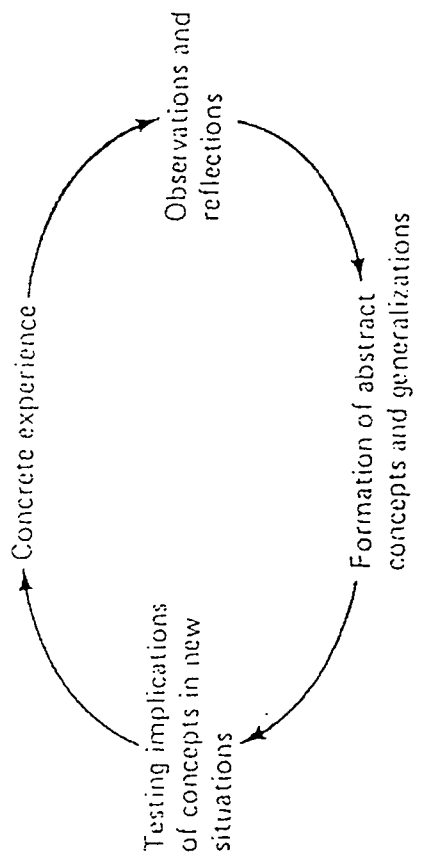 Concrete experience
Observations and
reflections
Formation of abstract
concepts and generalizations
Testing implications
of concepts in new
situations